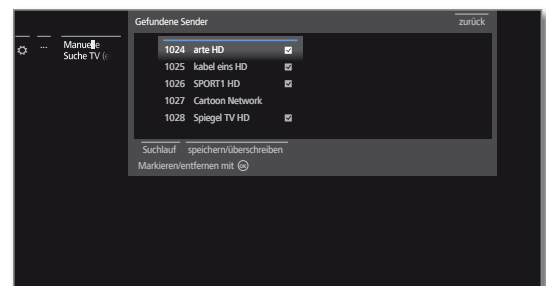 Gefundene Sender
zurück
...
Manuelle
Suche TV (
1024 arte HD
1025 kabel eins HD
1026 SPORT1 HD
1027 Cartoon Network
1028 Spiegel TV HD
Suchlauf speichern/überschreiben
Markieren/entfernen mit OK